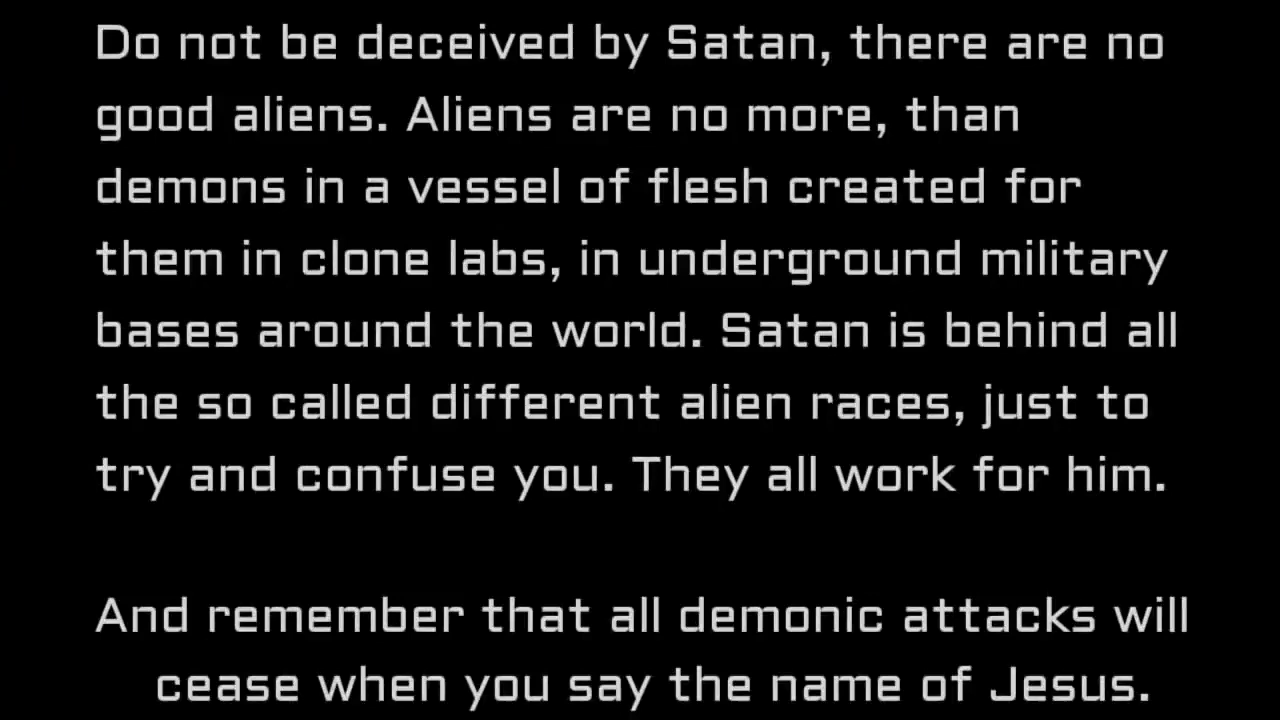 Do not be deceived by Satan, there are no
good aliens. Aliens are no more, than
demons in a vessel of flesh created for
them in clone labs, in underground military
bases around the world. Satan is behind all
the so called different alien races, just to
try and confuse you. They all work for him.
And remember that all demonic attacks will
cease when you say the name of Jesus.